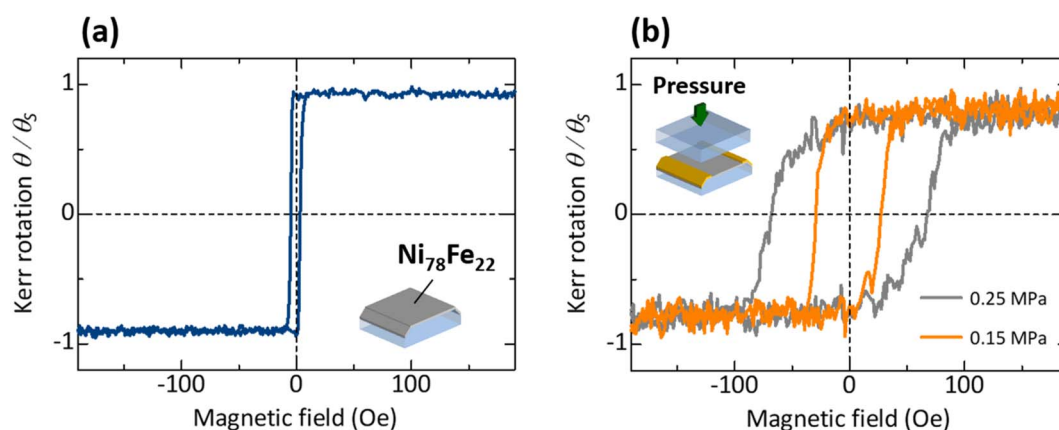 (a)
Kerr rotation θ/θS
1
0
-1
-100
0
100
Magnetic field (Oe)
Ni78Fe22
(b)
Kerr rotation θ/θS
1
0
-1
-100
0
100
Magnetic field (Oe)
Pressure
0.25 MPa
0.15 MPa